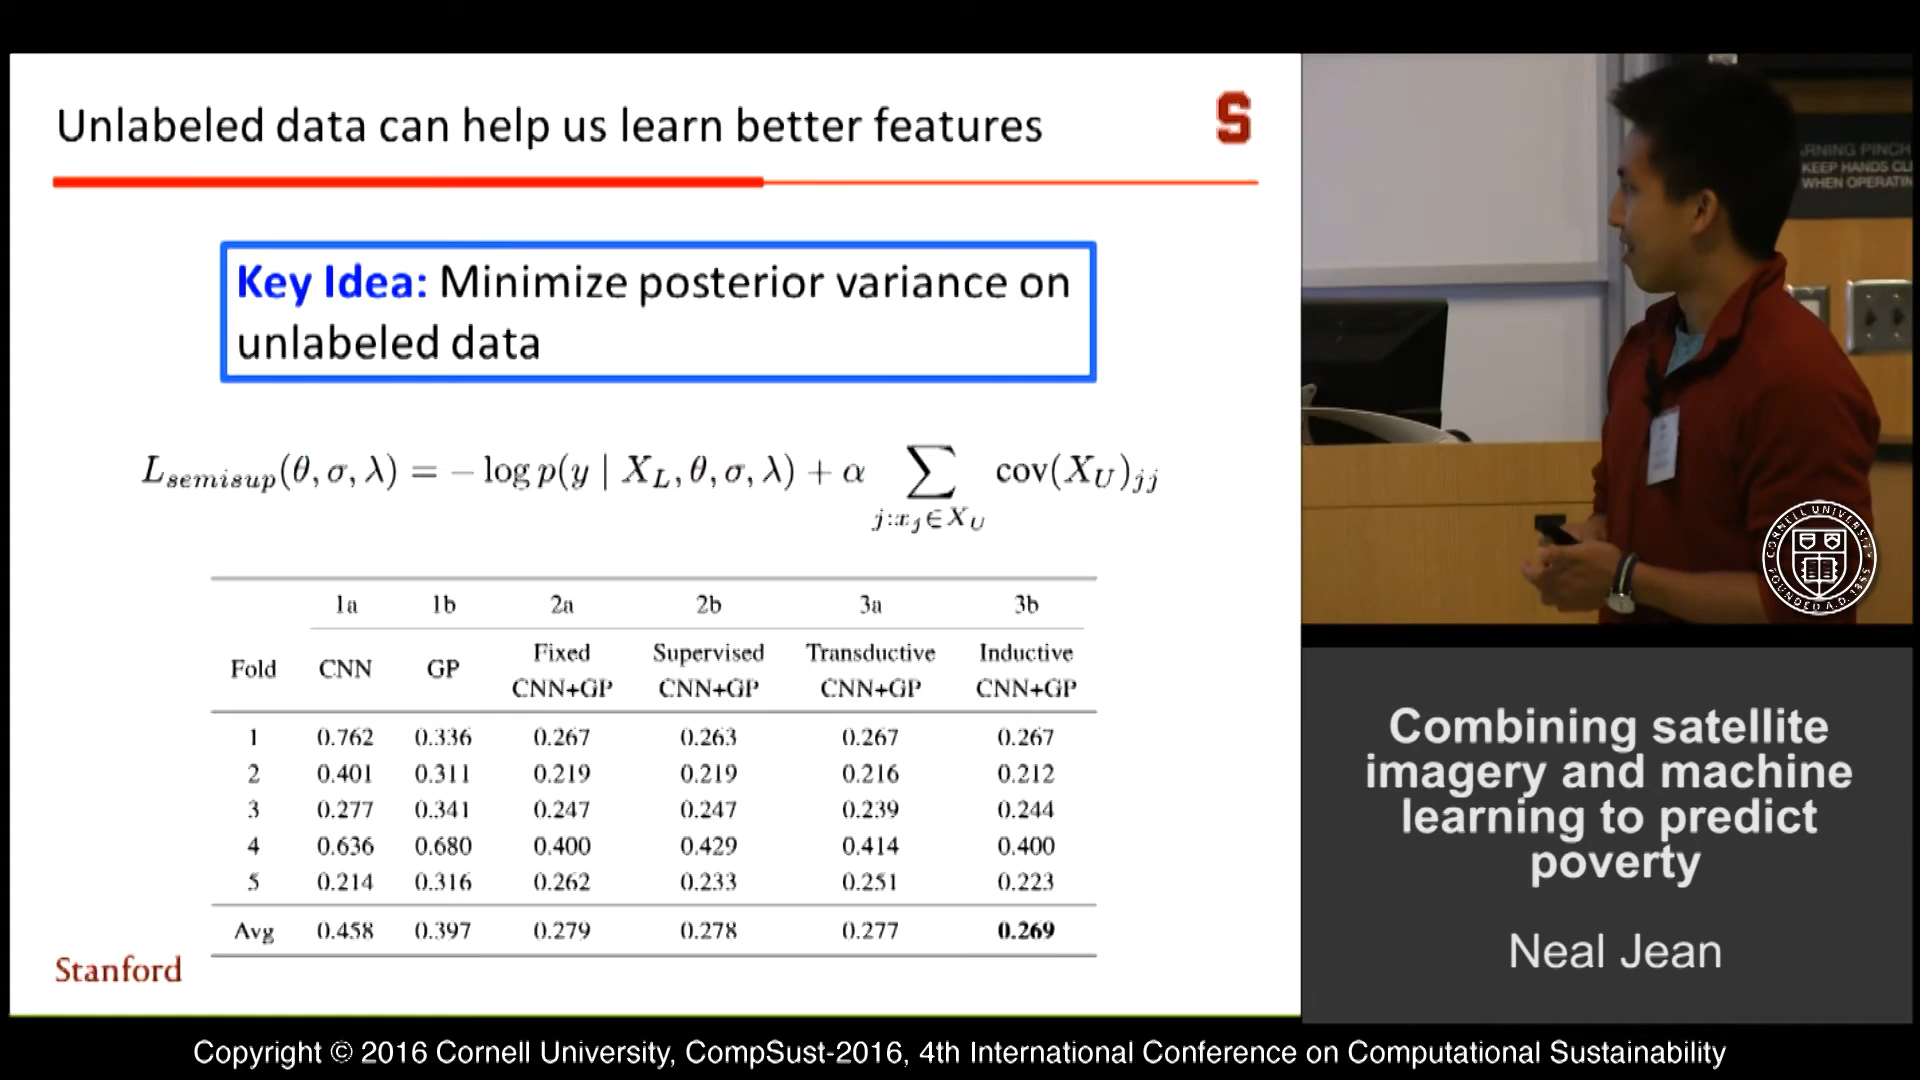 Unlabeled data can help us learn better features
S
Key Idea: Minimize posterior variance on
unlabeled data
L_{semisup}(θ, σ, λ) = − log p(y | X_L, θ, σ, λ) + α ∑_{j:x_j∈X_U} cov(X_U)_{jj}
1a 1b 2a 2b 3a 3b
Fold CNN GP Fixed CNN+GP Supervised CNN+GP Transductive CNN+GP Inductive CNN+GP
1 0.762 0.336 0.267 0.263 0.267 0.267
2 0.401 0.311 0.219 0.219 0.216 0.212
3 0.277 0.341 0.247 0.247 0.239 0.244
4 0.636 0.680 0.400 0.429 0.414 0.400
5 0.214 0.316 0.262 0.233 0.251 0.223
Avg 0.458 0.397 0.279 0.278 0.277 0.269
Stanford
KEEP HANDS
WHEN
CORNELL UNIVERSITY
FOUNDED A.D. 1865
Combining satellite
imagery and machine
learning to predict
poverty
Neal Jean
Copyright © 2016 Cornell University, CompSust-2016, 4th International Conference on Computational Sustainability